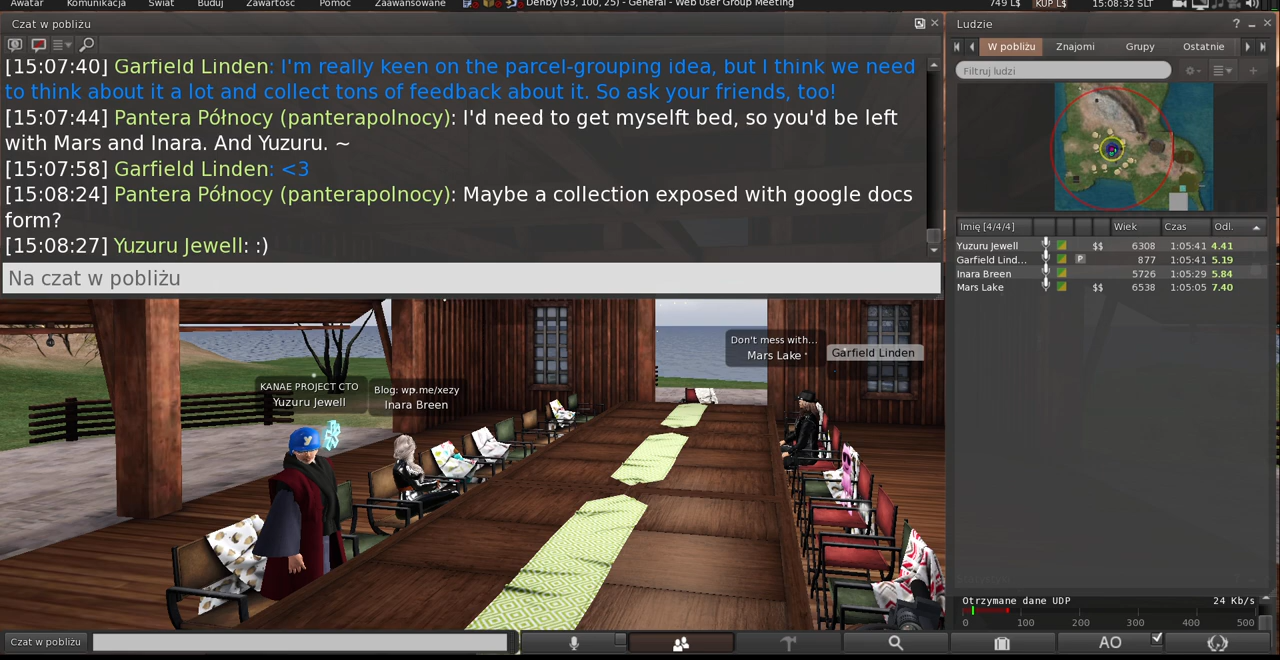 Awatar Komunikacja Świat Buduj Zawartość Pomoc Zaawansowane Denby (93, 100, 25) - General - Web User Group Meeting 749 L$ KUP L$ 15:08:32 SLT
Czat w pobliżu
[15:07:40] Garfield Linden: I'm really keen on the parcel-grouping idea, but I think we need
to think about it a lot and collect tons of feedback about it. So ask your friends, too!
[15:07:44] Pantera Północy (panterapolnocy): I'd need to get myselft bed, so you'd be left
with Mars and Inara. And Yuzuru. ~
[15:07:58] Garfield Linden: <3
[15:08:24] Pantera Północy (panterapolnocy): Maybe a collection exposed with google docs
form?
[15:08:27] Yuzuru Jewell: :)
Na czat w pobliżu
Ludzie
W pobliżu Znajomi Grupy Ostatnie
Filtruj ludzi
Imię [4/4/4] Wiek Czas Odl.
Yuzuru Jewell $$ 6308 1:05:41 4.41
Garfield Lind... P 877 1:05:41 5.19
Inara Breen 5726 1:05:29 5.84
Mars Lake $$ 6538 1:05:05 7.40
Don't mess with...
Mars Lake
Garfield Linden
KANAE PROJECT CTO
Yuzuru Jewell
Blog: wp.me/xezy
Inara Breen
Otrzymane dane UDP 24 Kb/s
0 100 200 300 400 500
Czat w pobliżu
AO